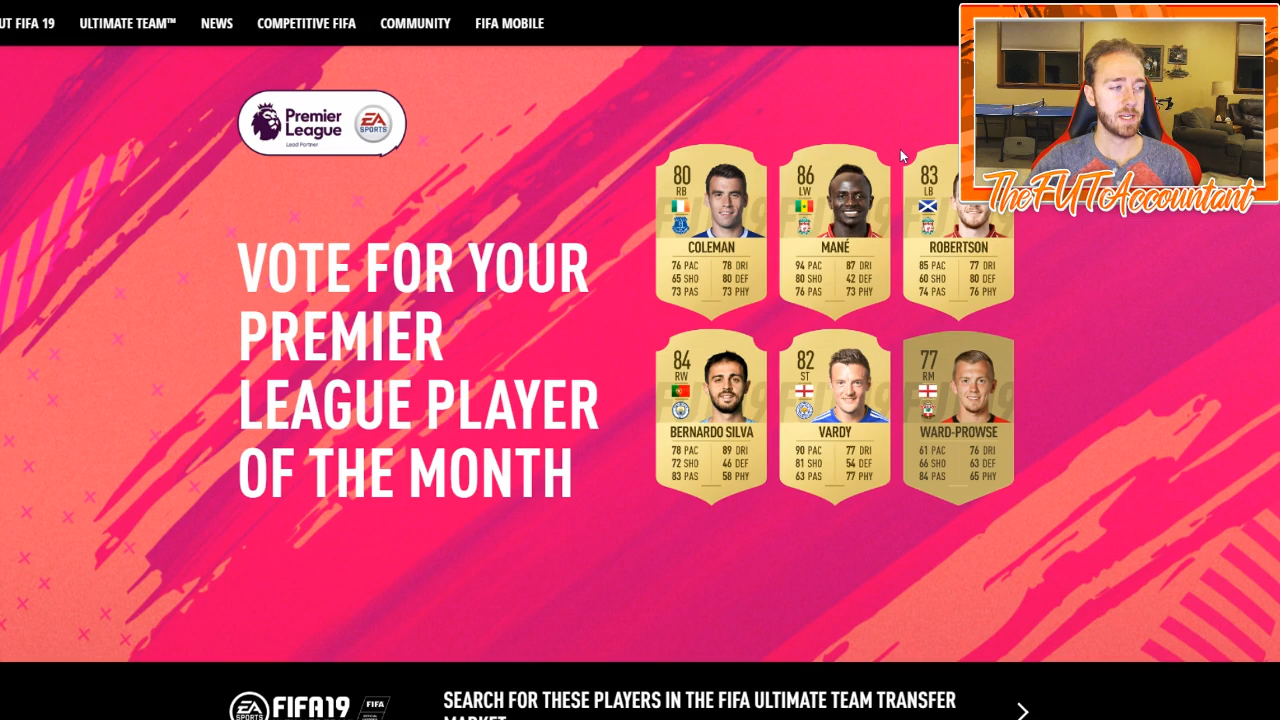 UT FIFA 19 ULTIMATE TEAM™ NEWS COMPETITIVE FIFA COMMUNITY FIFA MOBILE
Premier
League
Lead Partner
EA
SPORTS
TheFUTAccountant
VOTE FOR YOUR
PREMIER
LEAGUE PLAYER
OF THE MONTH
80
RB
COLEMAN
76 PAC 78 DRI
65 SHO 80 DEF
73 PAS 73 PHY
86
LW
MANÉ
94 PAC 87 DRI
80 SHO 42 DEF
76 PAS 73 PHY
83
LB
ROBERTSON
85 PAC 77 DRI
60 SHO 80 DEF
74 PAS 76 PHY
84
RW
BERNARDO SILVA
78 PAC 89 DRI
72 SHO 46 DEF
83 PAS 58 PHY
82
ST
VARDY
90 PAC 77 DRI
81 SHO 54 DEF
63 PAS 77 PHY
77
RM
WARD-PROWSE
61 PAC 76 DRI
66 SHO 63 DEF
84 PAS 65 PHY
EA
SPORTS
FIFA19
FIFA
SEARCH FOR THESE PLAYERS IN THE FIFA ULTIMATE TEAM TRANSFER
MARKET